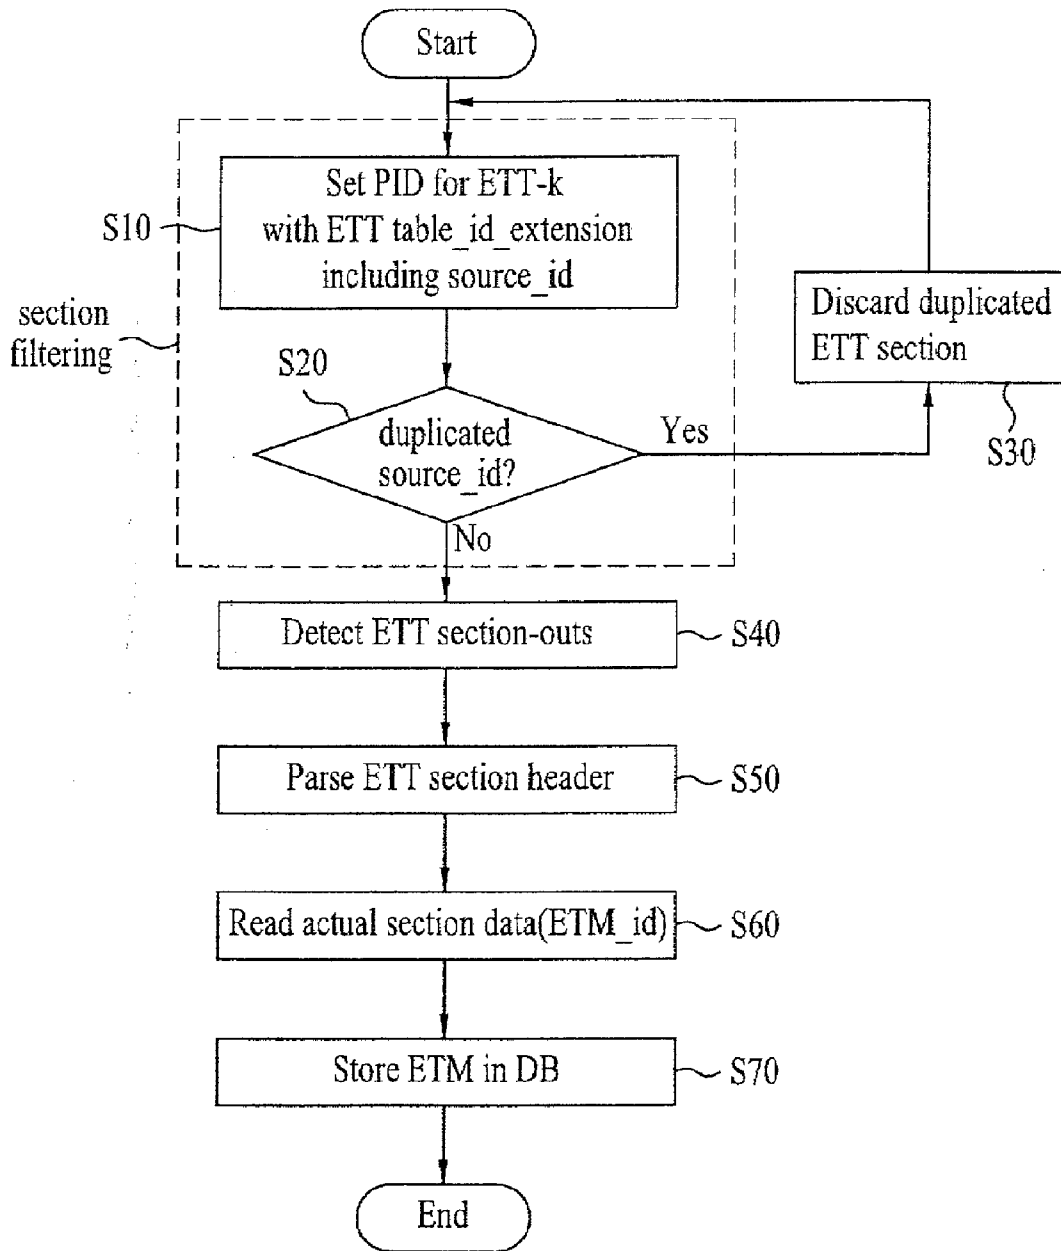 Start
Set PID for ETT-k
with ETT table_id_extension
including source_id
S10
section
filtering
Discard duplicated
ETT section
S30
S20
duplicated
source_id?
Yes
No
Detect ETT section-outs
S40
Parse ETT section header
S50
Read actual section data(ETM_id)
S60
Store ETM in DB
S70
End